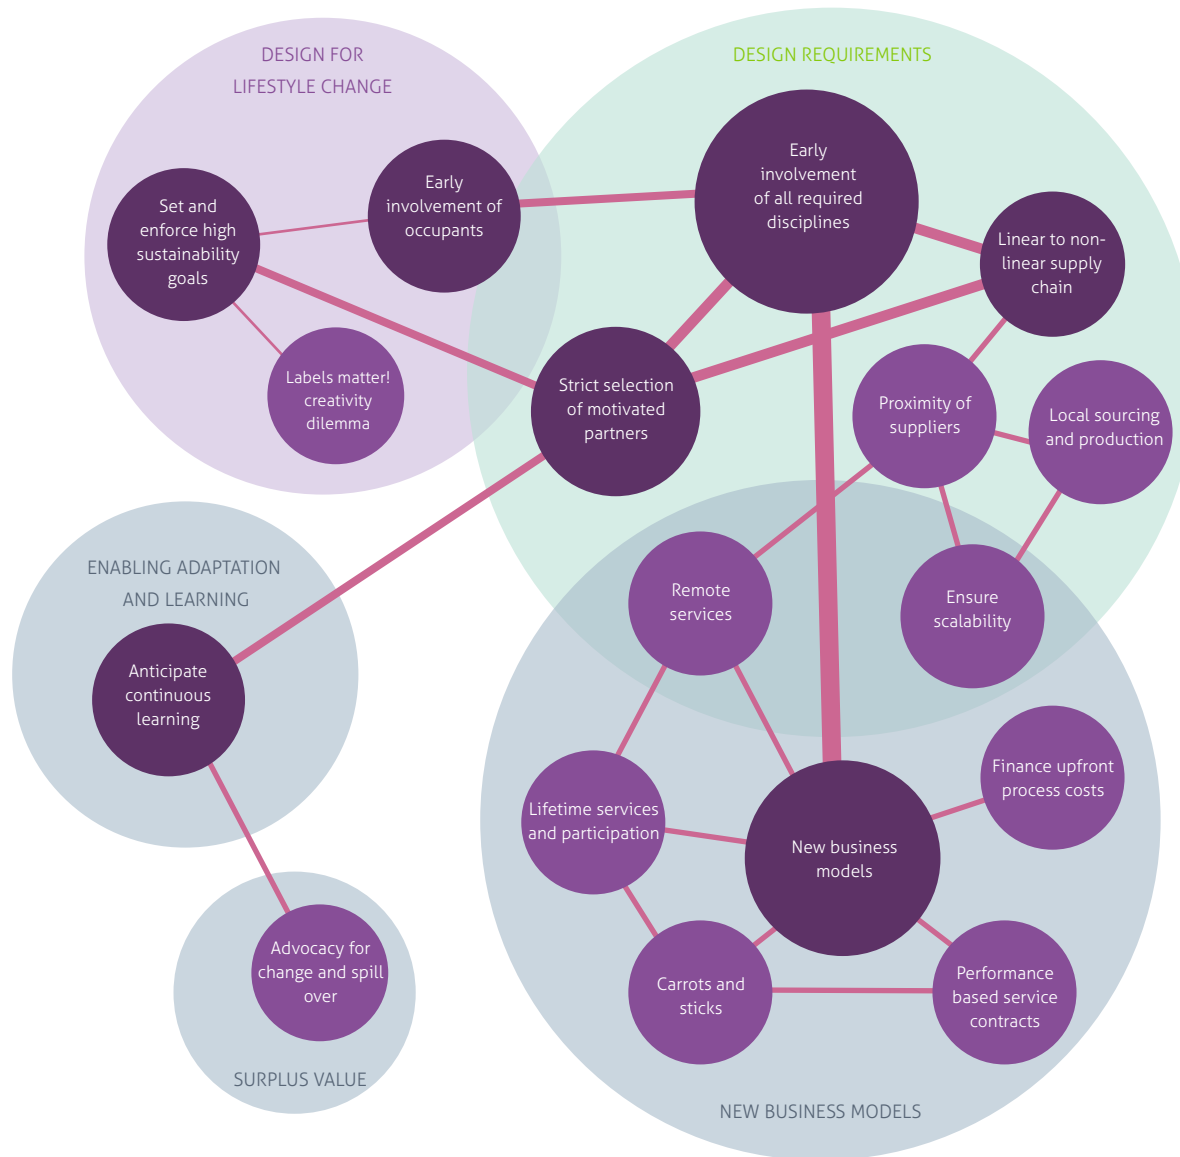 DESIGN FOR
LIFESTYLE CHANGE
Set and
enforce high
sustainability
goals
Early
involvement of
occupants
Labels matter!
creativity
dilemma
DESIGN REQUIREMENTS
Early
involvement
of all required
disciplines
Linear to non-
linear supply
chain
Strict selection
of motivated
partners
Proximity of
suppliers
Local sourcing
and production
Remote
services
Ensure
scalability
ENABLING ADAPTATION
AND LEARNING
Anticipate
continuous
learning
Advocacy for
change and spill
over
SURPLUS VALUE
Lifetime services
and participation
New business
models
Finance upfront
process costs
Carrots and
sticks
Performance
based service
contracts
NEW BUSINESS MODELS